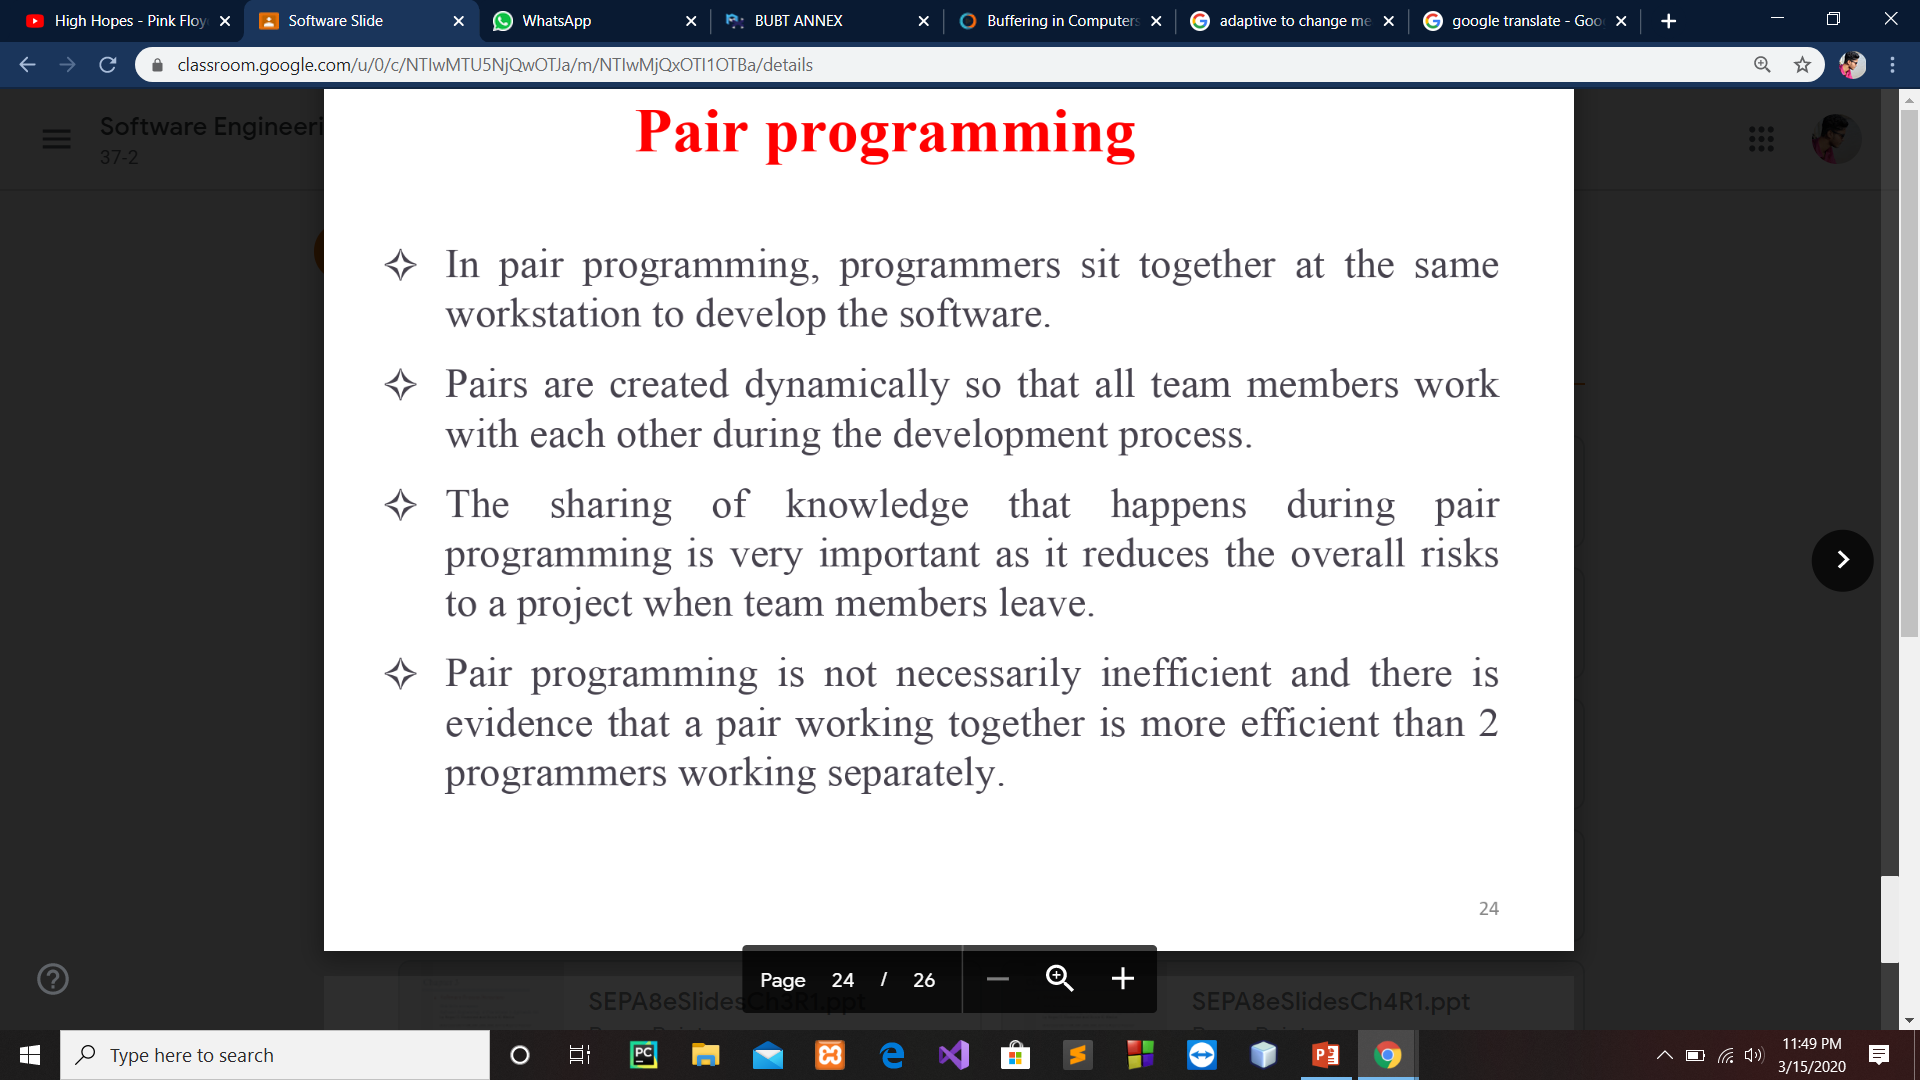 High Hopes - Pink Floy
Software Slide
WhatsApp
BUBT ANNEX
Buffering in Computers
adaptive to change me
google translate - Goo
classroom.google.com/u/0/c/NTIwMTU5NjQwOTJa/m/NTIwMjQxOTI1OTBa/details
Software Engineeri
37-2
Pair programming
In pair programming, programmers sit together at the same
workstation to develop the software.
Pairs are created dynamically so that all team members work
with each other during the development process.
The sharing of knowledge that happens during pair
programming is very important as it reduces the overall risks
to a project when team members leave.
Pair programming is not necessarily inefficient and there is
evidence that a pair working together is more efficient than 2
programmers working separately.
24
Page 24 / 26
SEPA8eSlidesCh3R1.ppt
SEPA8eSlidesCh4R1.ppt
Type here to search
11:49 PM
3/15/2020